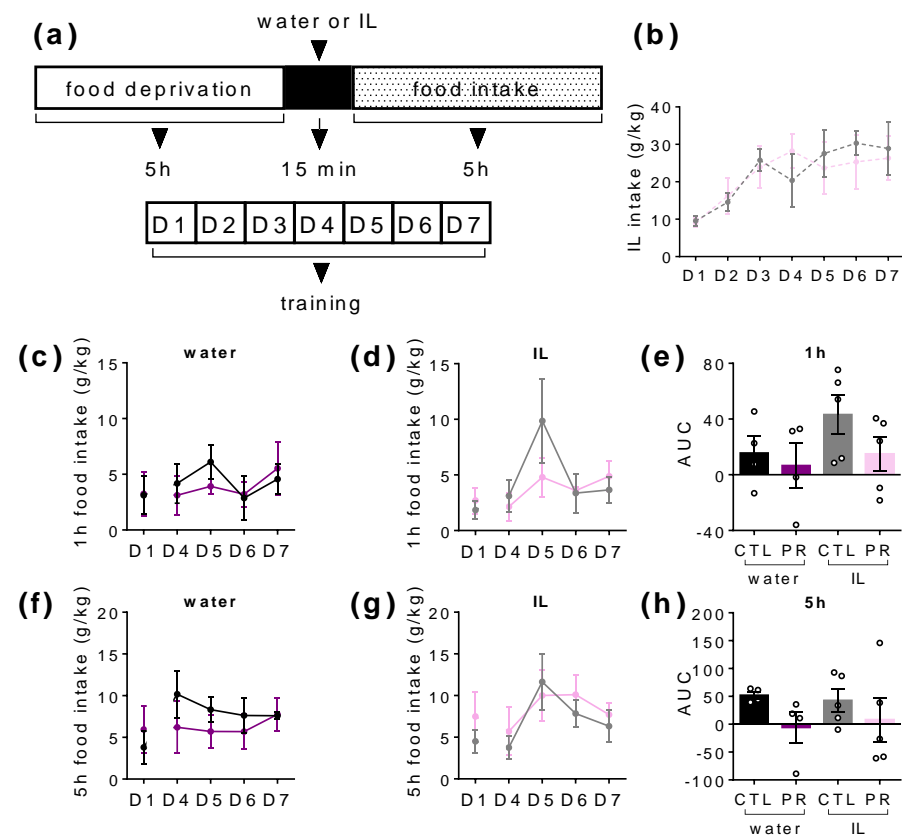 (a)
water or IL
food deprivation
food intake
5h
15 min
5h
D1 D2 D3 D4 D5 D6 D7
training
(b)
IL intake (g/kg)
40
30
20
10
0
D1 D2 D3 D4 D5 D6 D7
(c)
water
1h food intake (g/kg)
15
10
5
0
D1 D4 D5 D6 D7
(d)
IL
1h food intake (g/kg)
15
10
5
0
D1 D4 D5 D6 D7
(e)
1h
AUC
80
40
0
-40
CTL PR CTL PR
water IL
(f)
water
5h food intake (g/kg)
20
15
10
5
0
D1 D4 D5 D6 D7
(g)
IL
5h food intake (g/kg)
20
15
10
5
0
D1 D4 D5 D6 D7
(h)
5h
AUC
200
150
100
50
0
-50
-100
CTL PR CTL PR
water IL